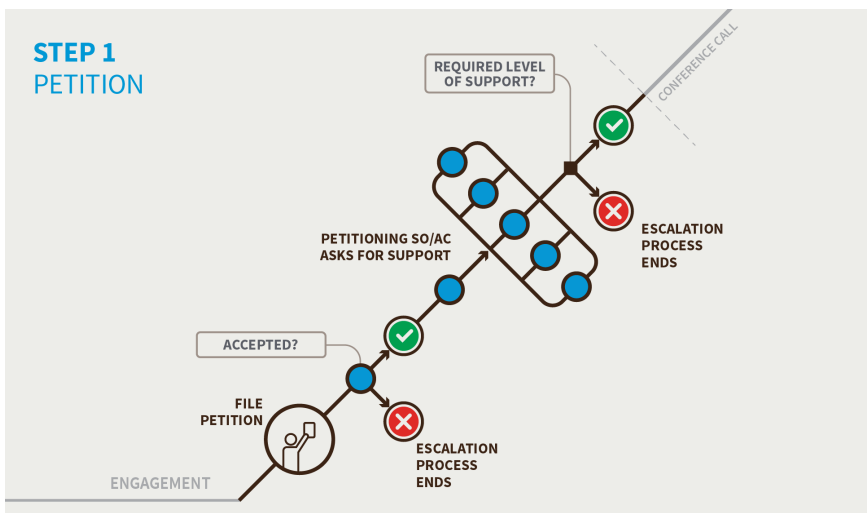 STEP 1
PETITION
REQUIRED LEVEL
OF SUPPORT?
CONFERENCE CALL
ESCALATION
PROCESS
ENDS
PETITIONING SO/AC
ASKS FOR SUPPORT
ACCEPTED?
FILE
PETITION
ESCALATION
PROCESS
ENDS
ENGAGEMENT